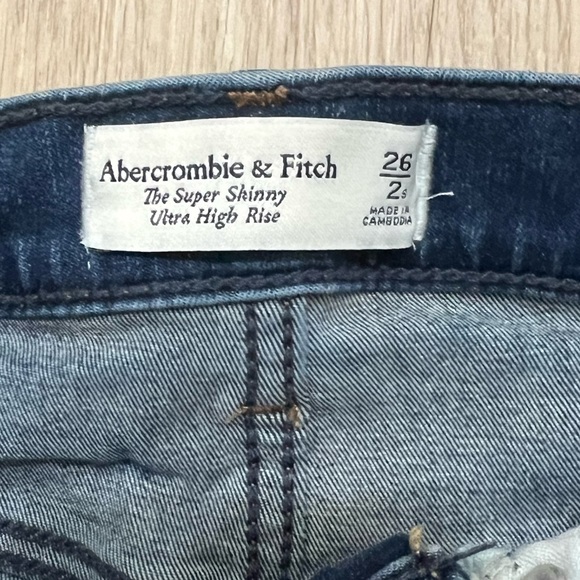 Abercrombie & Fitch
The Super Skinny
Ultra High Rise
26
2s
MADE IN
CAMBODIA